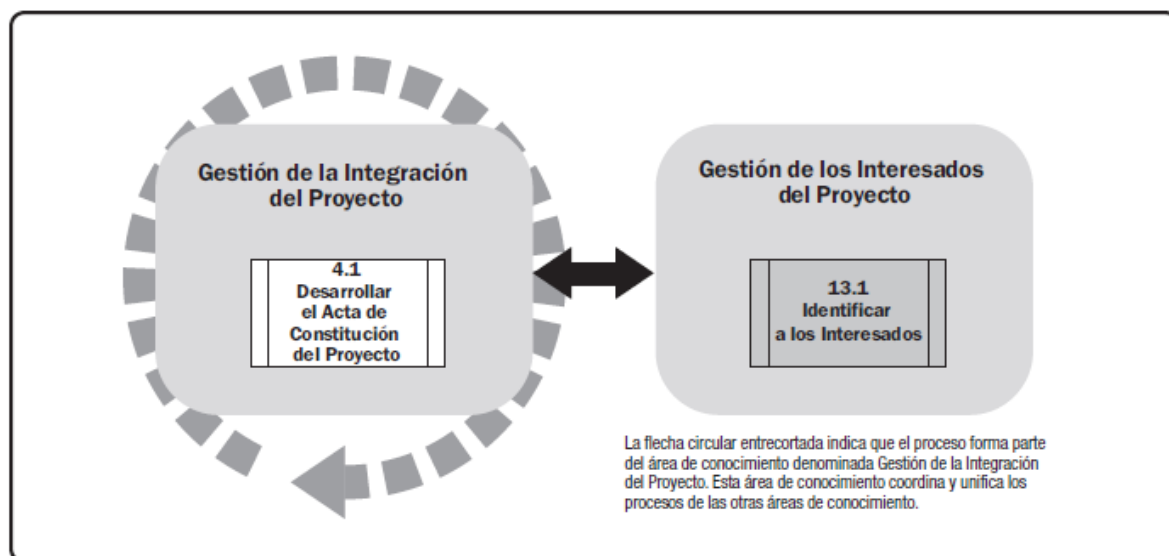 Gestión de la Integración
del Proyecto
4.1
Desarrollar
el Acta de
Constitución
del Proyecto
Gestión de los Interesados
del Proyecto
13.1
Identificar
a los Interesados
La flecha circular entrecortada indica que el proceso forma parte
del área de conocimiento denominada Gestión de la Integración
del Proyecto. Esta área de conocimiento coordina y unifica los
procesos de las otras áreas de conocimiento.